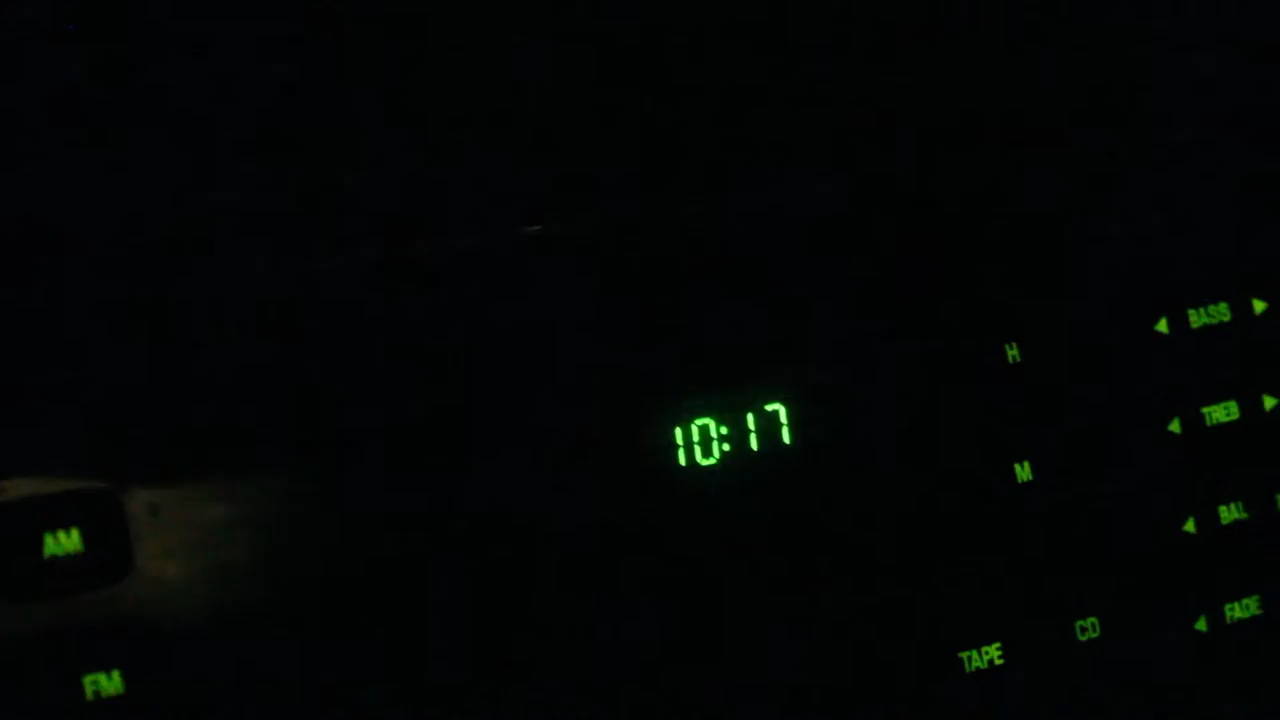 ◀ BASS ▶
H
10:17
◀ TREB ▶
M
◀ BAL
AM
◀ FADE
CD
TAPE
FM